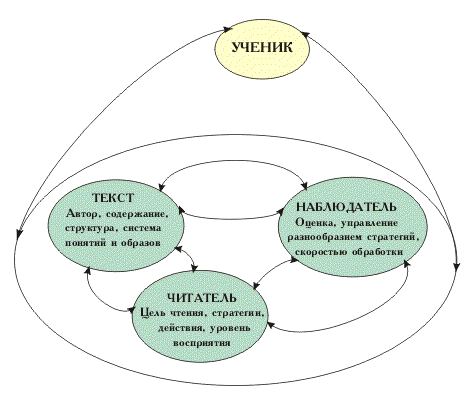 УЧЕНИК
ТЕКСТ
Автор, содержание,
структура, система
понятий и образов
НАБЛЮДАТЕЛЬ
Оценка, управление
разнообразием стратегий,
скоростью обработки
ЧИТАТЕЛЬ
Цель чтения, стратегии,
действия, уровень
восприятия